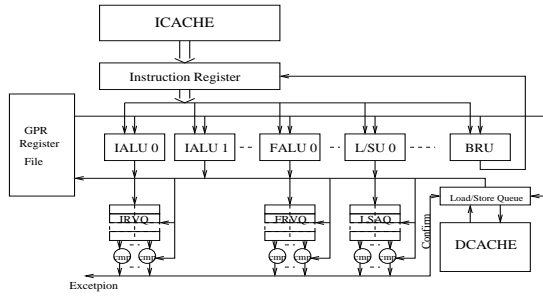 ICACHE
Instruction Register
GPR
Register
File
IALU 0
IALU 1
FALU 0
L/SU 0
BRU
Load/Store Queue
IRVQ
FRVQ
LSAQ
Confirm
DCACHE
cmp
cmp
cmp
cmp
cmp
cmp
Excetpion